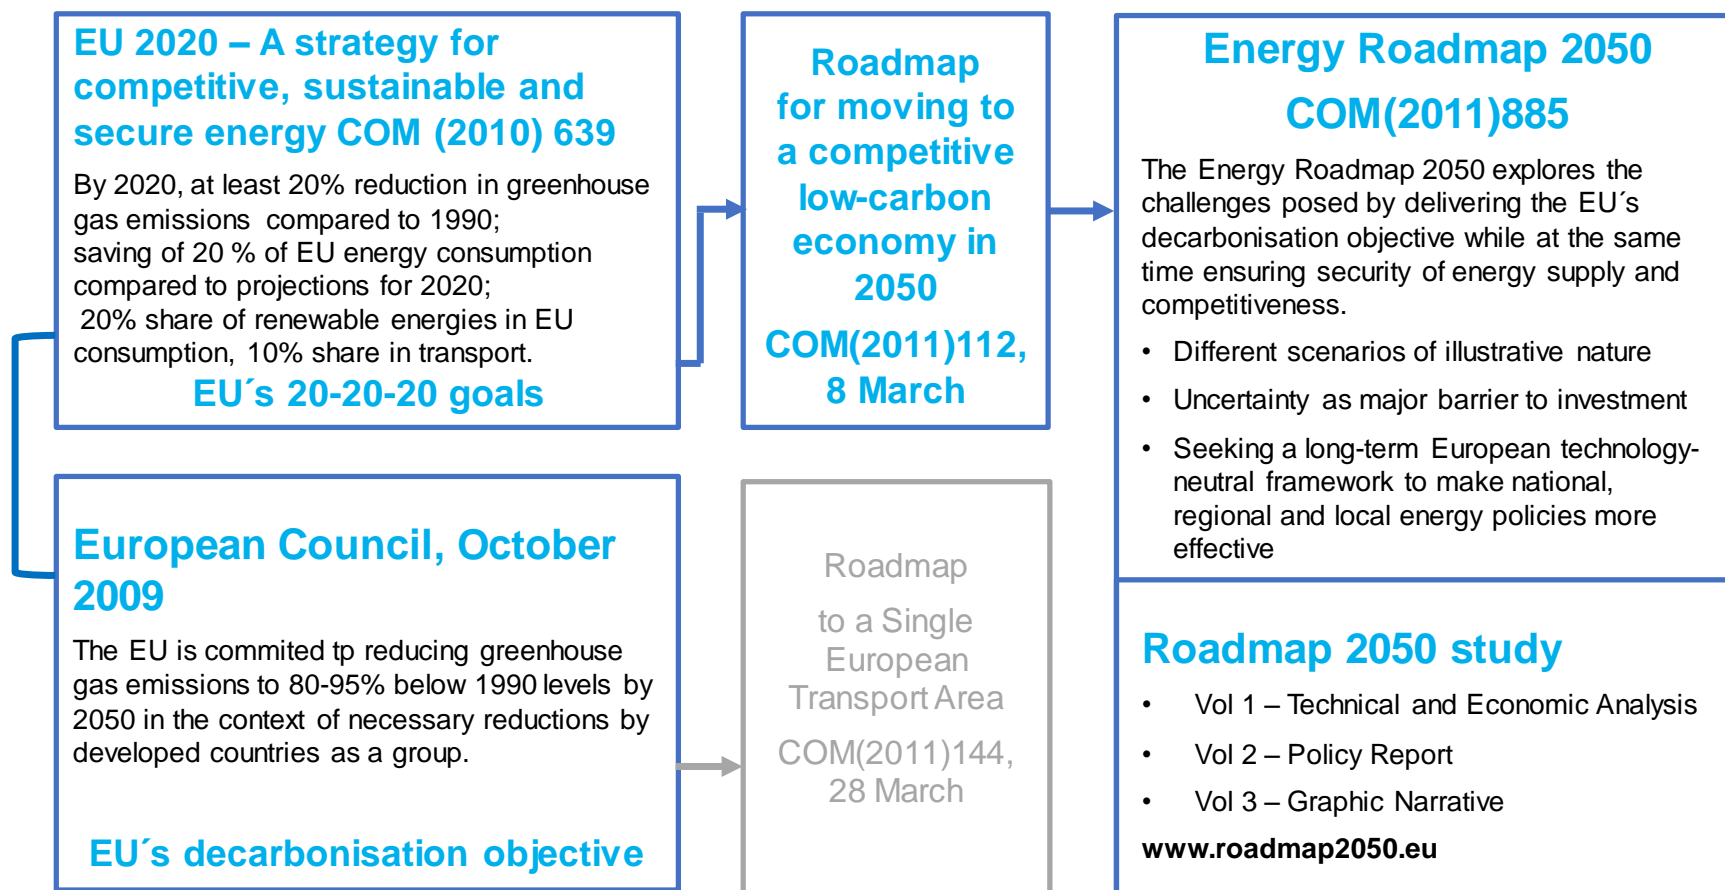 EU 2020 – A strategy for
competitive, sustainable and
secure energy COM (2010) 639
By 2020, at least 20% reduction in greenhouse
gas emissions compared to 1990;
saving of 20 % of EU energy consumption
compared to projections for 2020;
20% share of renewable energies in EU
consumption, 10% share in transport.
EU´s 20-20-20 goals
European Council, October
2009
The EU is commited tp reducing greenhouse
gas emissions to 80-95% below 1990 levels by
2050 in the context of necessary reductions by
developed countries as a group.
EU´s decarbonisation objective
Roadmap
for moving to
a competitive
low-carbon
economy in
2050
COM(2011)112,
8 March
Roadmap
to a Single
European
Transport Area
COM(2011)144,
28 March
Energy Roadmap 2050
COM(2011)885
The Energy Roadmap 2050 explores the
challenges posed by delivering the EU´s
decarbonisation objective while at the same
time ensuring security of energy supply and
competitiveness.
• Different scenarios of illustrative nature
• Uncertainty as major barrier to investment
• Seeking a long-term European technology-
neutral framework to make national,
regional and local energy policies more
effective
Roadmap 2050 study
• Vol 1 – Technical and Economic Analysis
• Vol 2 – Policy Report
• Vol 3 – Graphic Narrative
www.roadmap2050.eu